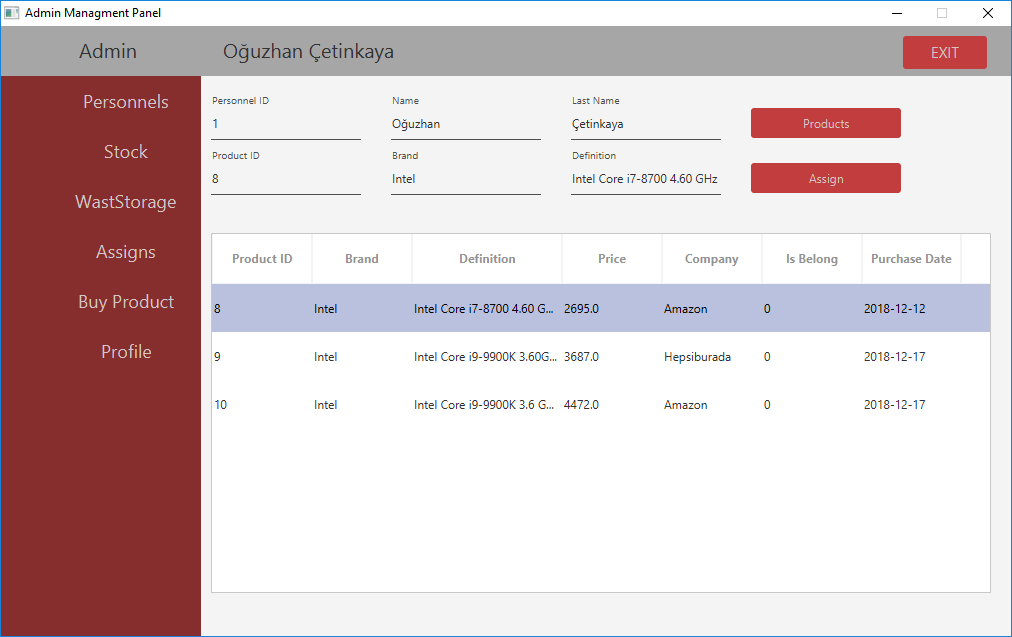 Admin Managment Panel
Admin
Oğuzhan Çetinkaya
EXIT
Personnels
Stock
WastStorage
Assigns
Buy Product
Profile
Personnel ID Name Last Name
1 Oğuzhan Çetinkaya Products
Product ID Brand Definition
8 Intel Intel Core i7-8700 4.60 GHz Assign
Product ID Brand Definition Price Company Is Belong Purchase Date
8 Intel Intel Core i7-8700 4.60 G... 2695.0 Amazon 0 2018-12-12
9 Intel Intel Core i9-9900K 3.60G... 3687.0 Hepsiburada 0 2018-12-17
10 Intel Intel Core i9-9900K 3.6 G... 4472.0 Amazon 0 2018-12-17